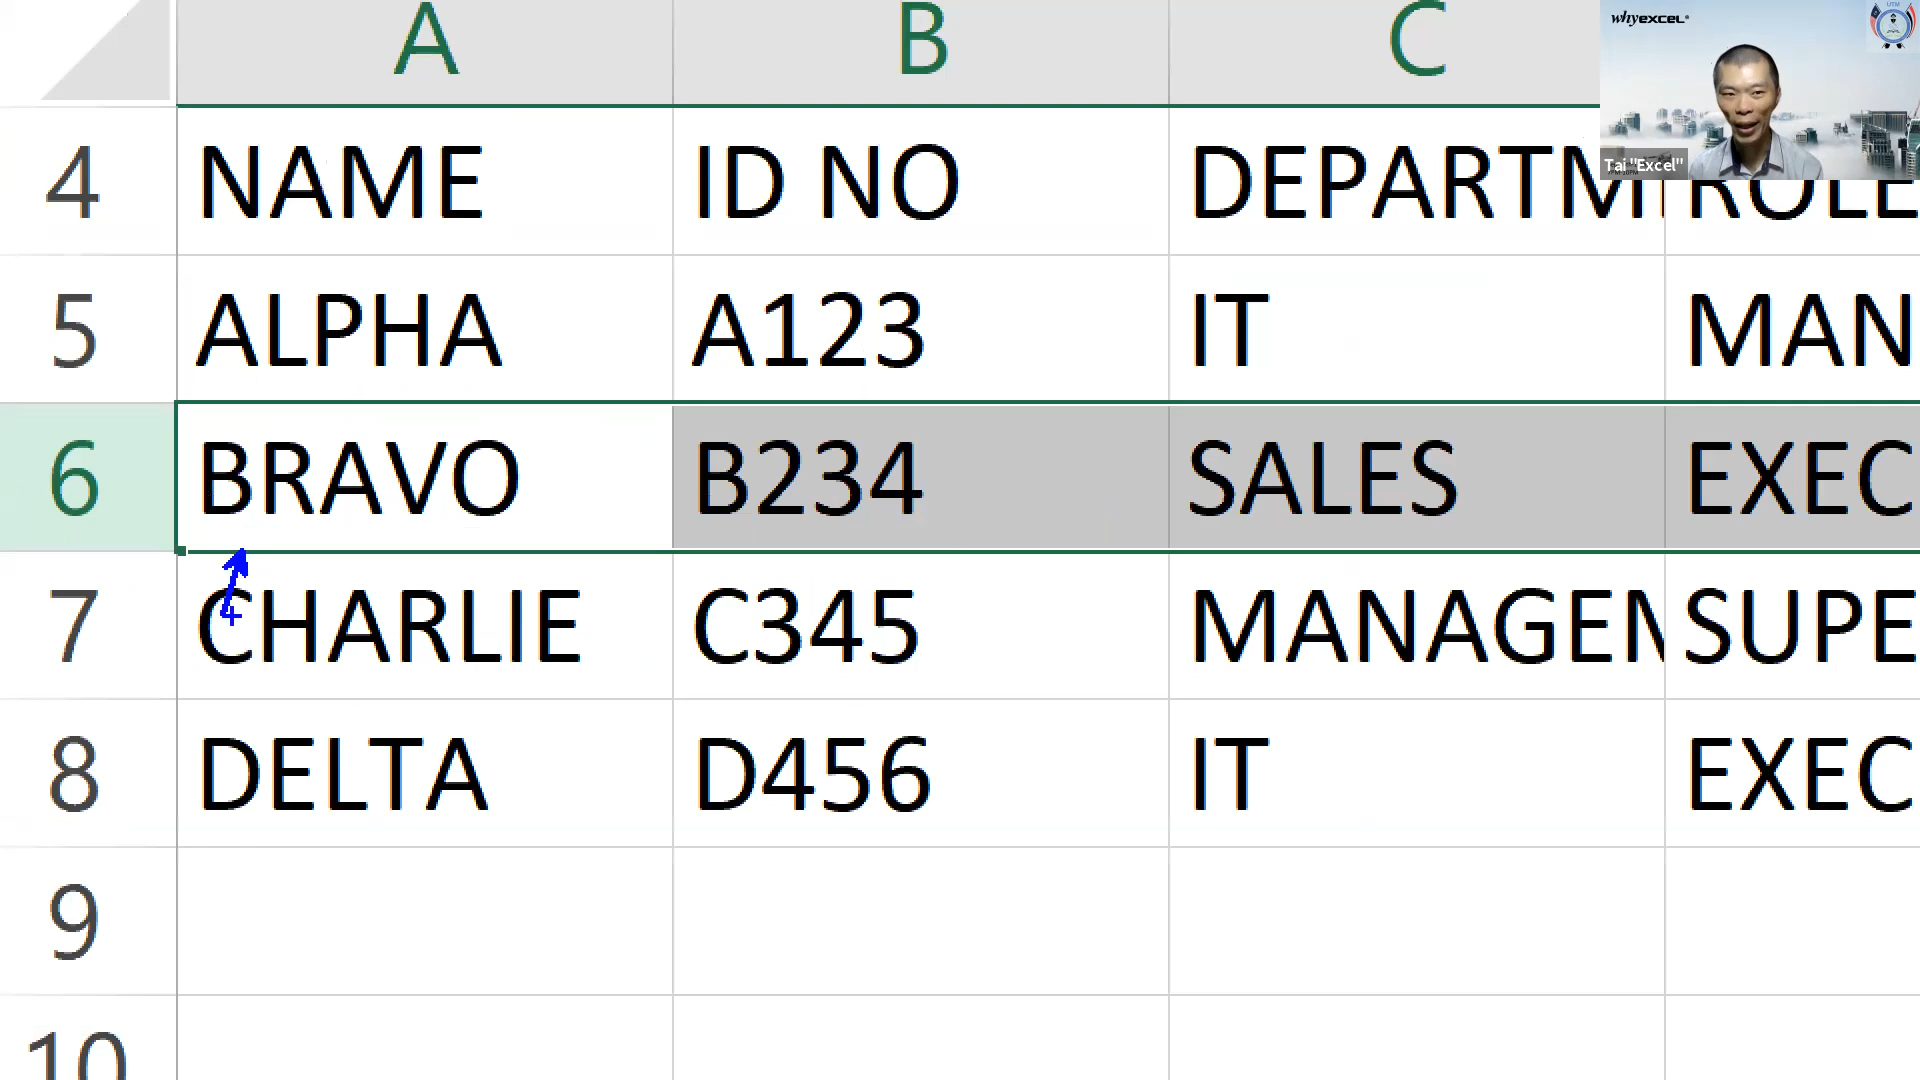 A B C
whyexcel®
UTM
Tai "Excel"
4 NAME ID NO DEPARTM ROLE
5 ALPHA A123 IT MAN
6 BRAVO B234 SALES EXEC
7 CHARLIE C345 MANAGEM SUPE
8 DELTA D456 IT EXEC
9
10